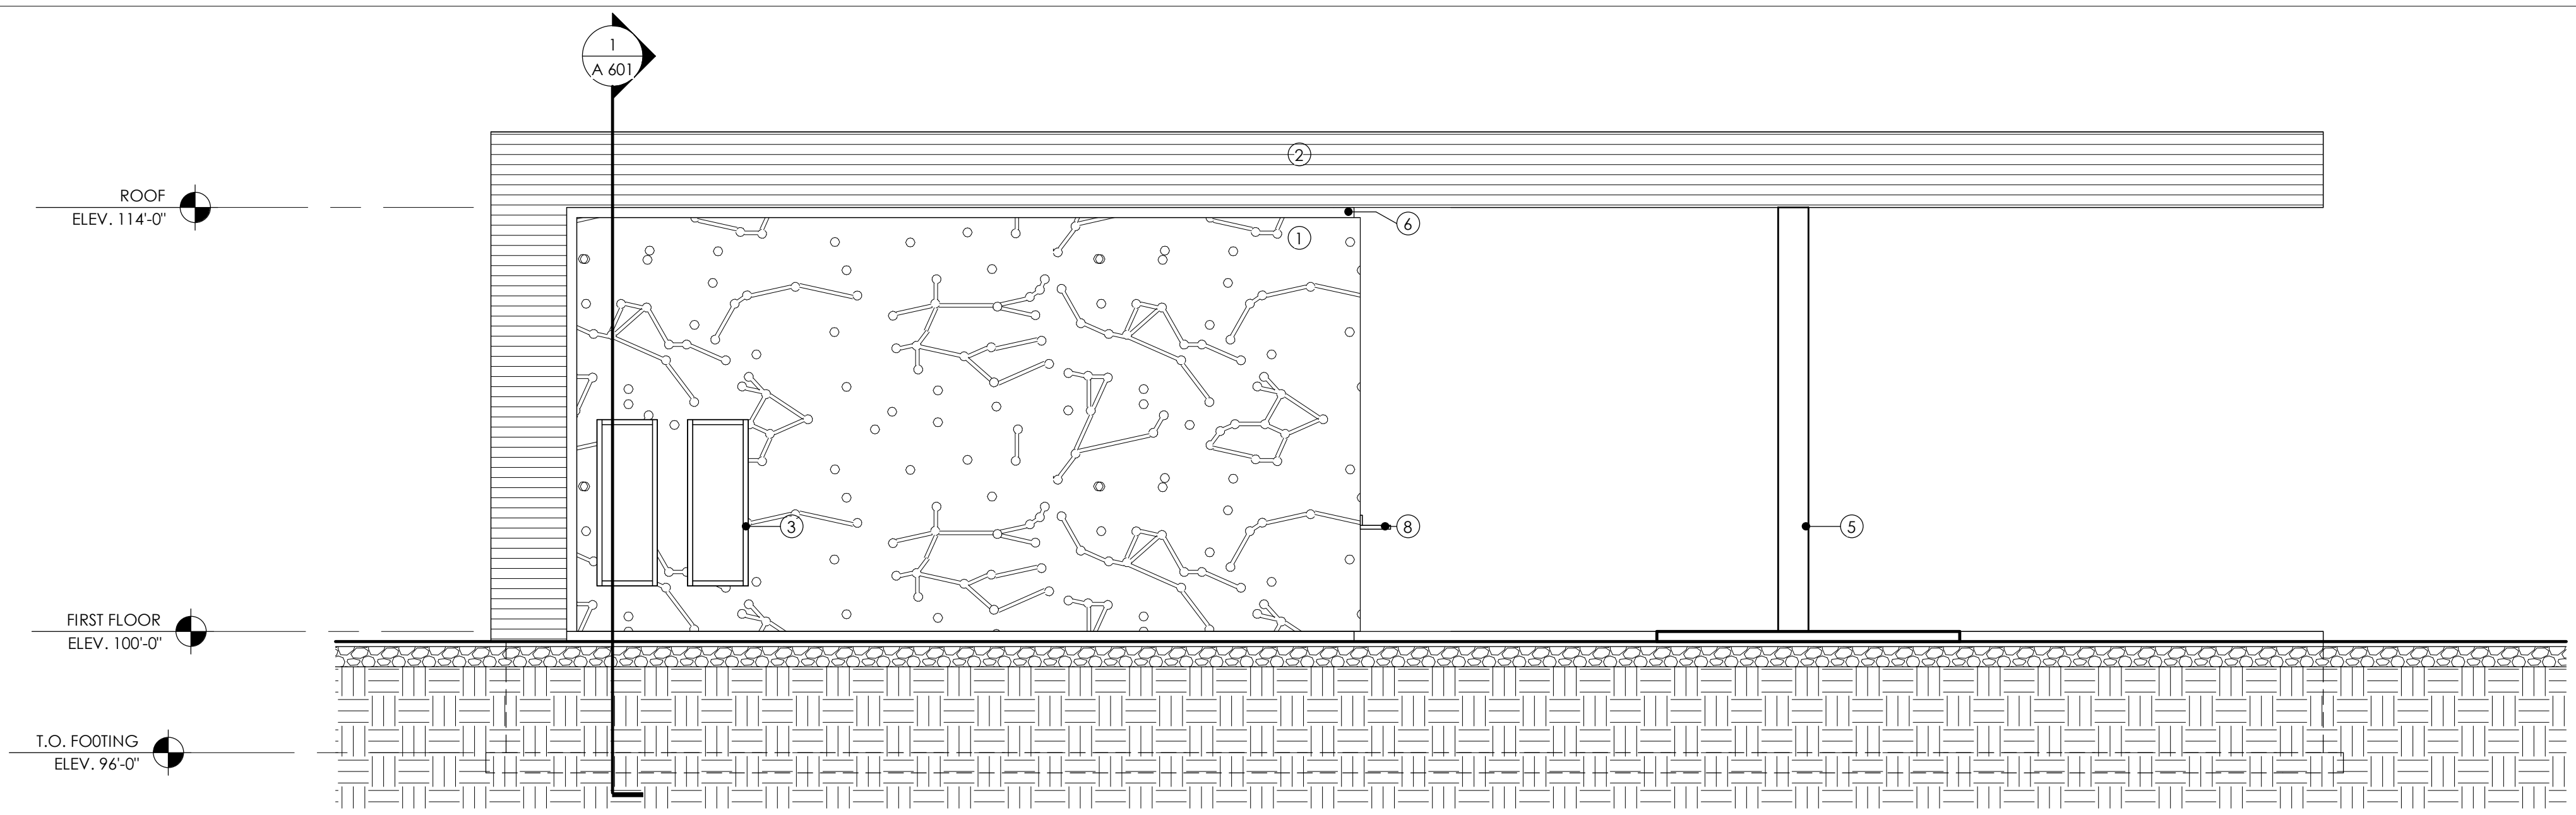 1
A 601
2
ROOF
ELEV. 114'-0"
6
1
3
8
5
FIRST FLOOR
ELEV. 100'-0"
T.O. FOOTING
ELEV. 96'-0"